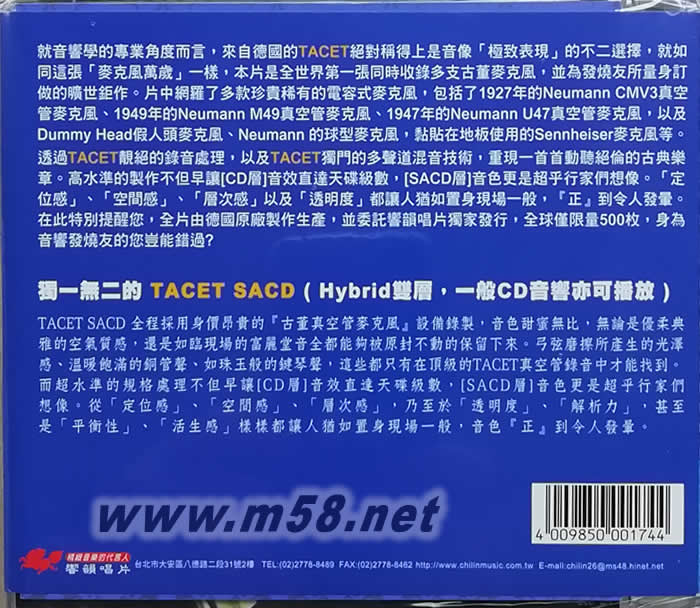 就音響學的專業角度而言，來自德國的TACET絕對稱得上是音像「極致表現」的不二選擇，就如
同這張「麥克風萬歲」一樣，本片是全世界第一張同時收錄多支古董麥克風，並為發燒友所量身訂
做的曠世鉅作。片中網羅了多款珍貴稀有的電容式麥克風，包括了1927年的Neumann CMV3真空
管麥克風、1949年的Neumann M49真空管麥克風、1947年的Neumann U47真空管麥克風，以及
Dummy Head假人頭麥克風、Neumann 的球型麥克風，黏貼在地板使用的Sennheiser麥克風等。
透過TACET靚絕的錄音處理，以及TACET獨門的多聲道混音技術，重現一首首動聽絕倫的古典樂
章。高水準的製作不但早讓[CD層]音效直達天碟級數，[SACD層]音色更是超乎行家們想像。「定
位感」、「空間感」、「層次感」以及「透明度」都讓人猶如置身現場一般，『正』到令人發暈。
在此特別提醒您，全片由德國原廠製作生產，並委託響韻唱片獨家發行，全球僅限量500枚，身為
音響發燒友的您豈能錯過?
獨一無二的 TACET SACD ( Hybrid雙層，一般CD音響亦可播放 )
TACET SACD 全程採用身價昂貴的『古董真空管麥克風』設備錄製，音色甜蜜無比，無論是優柔典
雅的空氣質感，還是如臨現場的富麗堂音全都能夠被原封不動的保留下來。弓弦磨擦所產生的光澤
感、溫暖飽滿的銅管聲、如珠玉般的鍵琴聲，這些都只有在頂級的TACET真空管錄音中才能找到。
而超水準的規格處理不但早讓[CD層]音效直達天碟級數，[SACD層]音色更是超乎行家們
想像。從「定位感」、「空間感」、「層次感」，乃至於「透明度」、「解析力」，甚至
是「平衡性」、「活生感」樣樣都讓人猶如置身現場一般，音色『正』到令人發暈。
www.m58.net
4 009850 001744
精緻音樂的代言人
響韻唱片
台北市大安區八德路二段31號2樓 TEL:(02)2778-8489 FAX:(02)2778-8462 http://www.chilinmusic.com.tw E-mail:chilin26@ms48.hinet.net